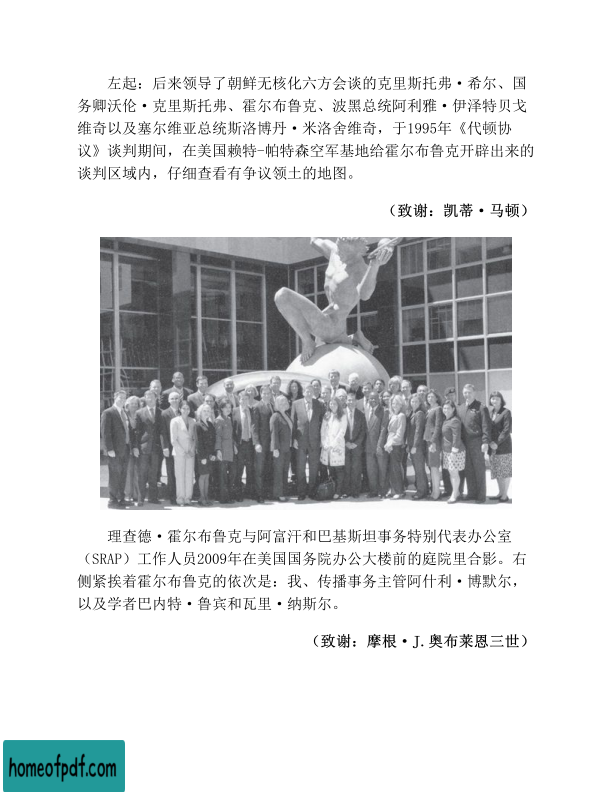 左起：后来领导了朝鲜无核化六方会谈的克里斯托弗·希尔、国
务卿沃伦·克里斯托弗、霍尔布鲁克、波黑总统阿利雅·伊泽特贝戈
维奇以及塞尔维亚总统斯洛博丹·米洛舍维奇，于1995年《代顿协
议》谈判期间，在美国赖特-帕特森空军基地给霍尔布鲁克开辟出来的
谈判区域内，仔细查看有争议领土的地图。
（致谢：凯蒂·马顿）
理查德·霍尔布鲁克与阿富汗和巴基斯坦事务特别代表办公室
（SRAP）工作人员2009年在美国国务院办公大楼前的庭院里合影。右
侧紧挨着霍尔布鲁克的依次是：我、传播事务主管阿什利·博默尔，
以及学者巴内特·鲁宾和瓦里·纳斯尔。
（致谢：摩根·J.奥布莱恩三世）
homeofpdf.com